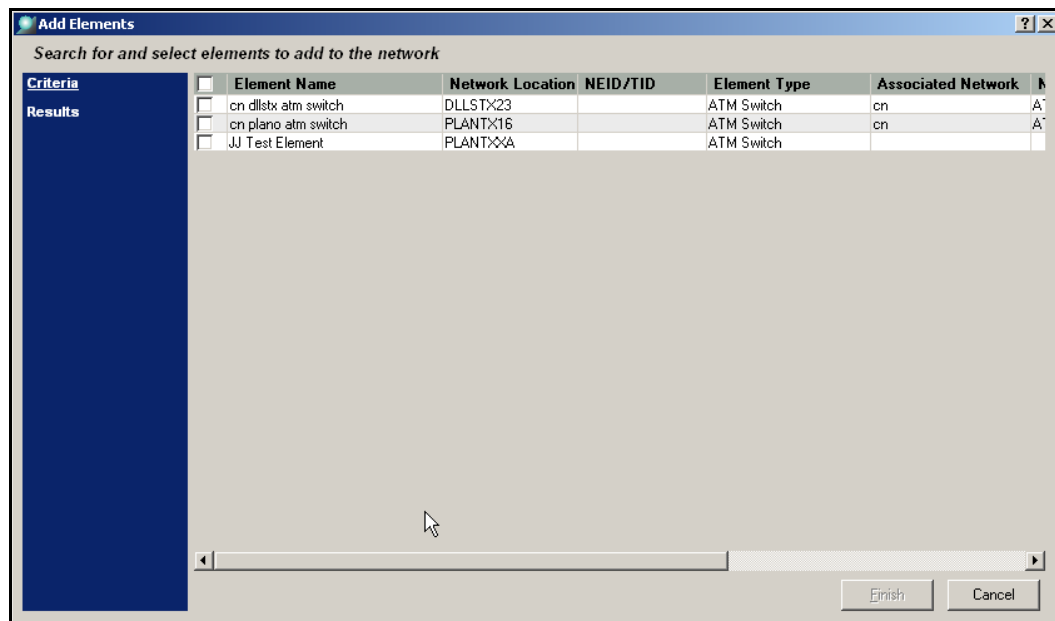 Add Elements
Search for and select elements to add to the network
Criteria
Results
Element Name Network Location NEID/TID Element Type Associated Network
cn dllstx atm switch DLLSTX23 ATM Switch cn
cn plano atm switch PLANTX16 ATM Switch cn
JJ Test Element PLANTXXA ATM Switch
Finish Cancel